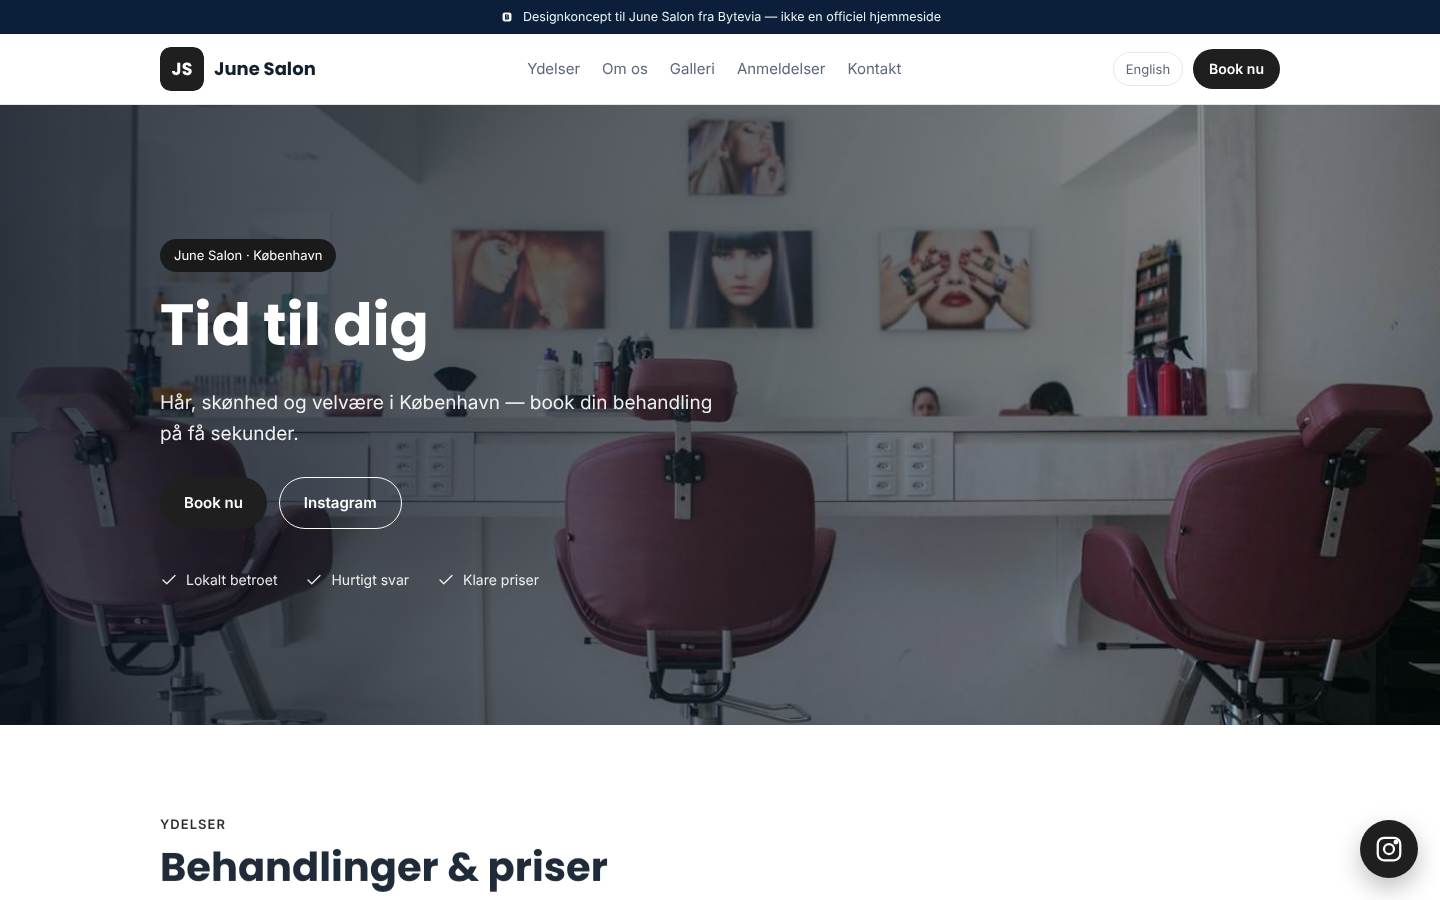 Designkoncept til June Salon fra Bytevia — ikke en officiel hjemmeside
JS
June Salon
Ydelser
Om os
Galleri
Anmeldelser
Kontakt
English
Book nu
June Salon · København
Tid til dig
Hår, skønhed og velvære i København — book din behandling
på få sekunder.
Book nu
Instagram
Lokalt betroet
Hurtigt svar
Klare priser
YDELSER
Behandlinger & priser